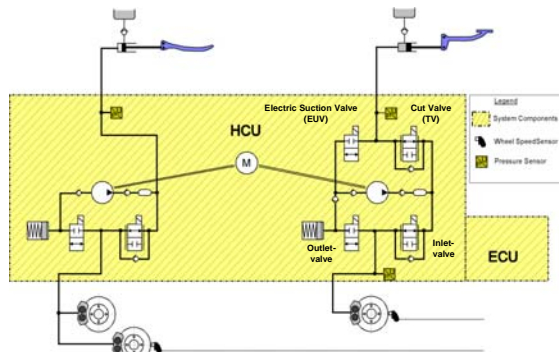 Electric Suction Valve
(EUV)
Cut Valve
(TV)
HCU
M
Outlet-
valve
Inlet-
valve
ECU
Legend
System Components
Wheel SpeedSensor
Pressure Sensor